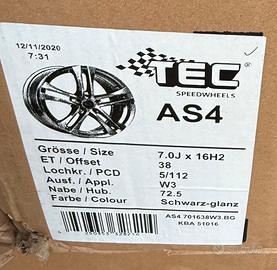 12/11/2020
7:31
TEC®
SPEEDWHEELS
AS4
Grösse / Size 7.0J x 16H2
ET / Offset 38
Lochkr. / PCD 5/112
Ausf. / Appl. W3
Nabe / Hub. 72.5
Farbe / Colour Schwarz-glanz
AS4 701638W3.BG
KBA 51016